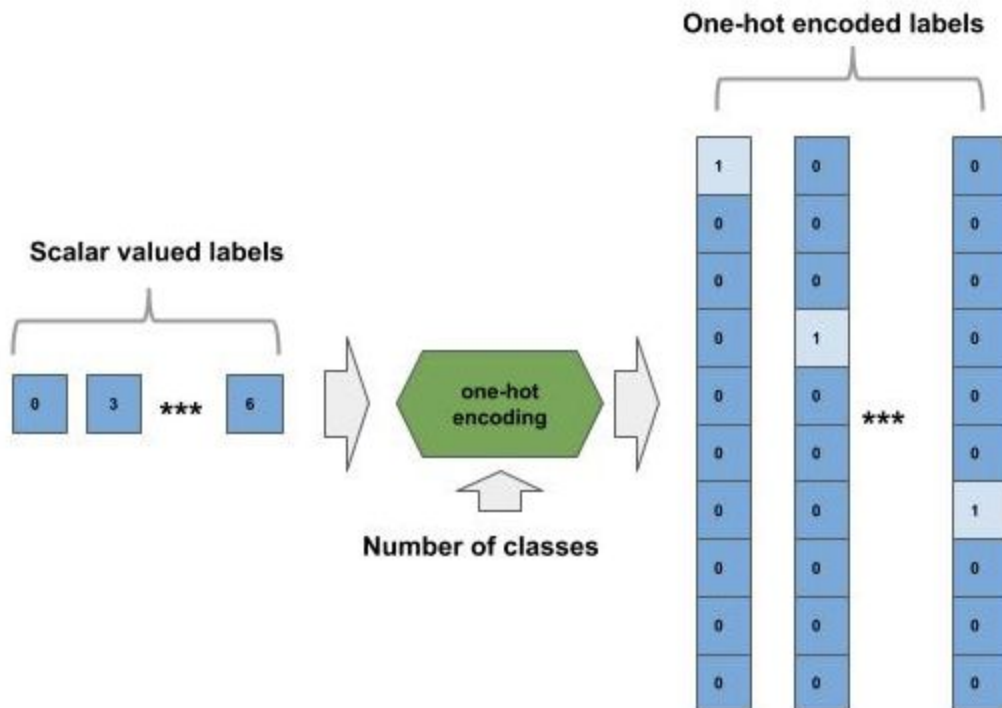 One-hot encoded labels
Scalar valued labels
0 3 *** 6
one-hot
encoding
Number of classes
1 0 0
0 0 0
0 0 0
0 1 0
0 0 0
0 0 *** 0
0 0 1
0 0 0
0 0 0
0 0 0